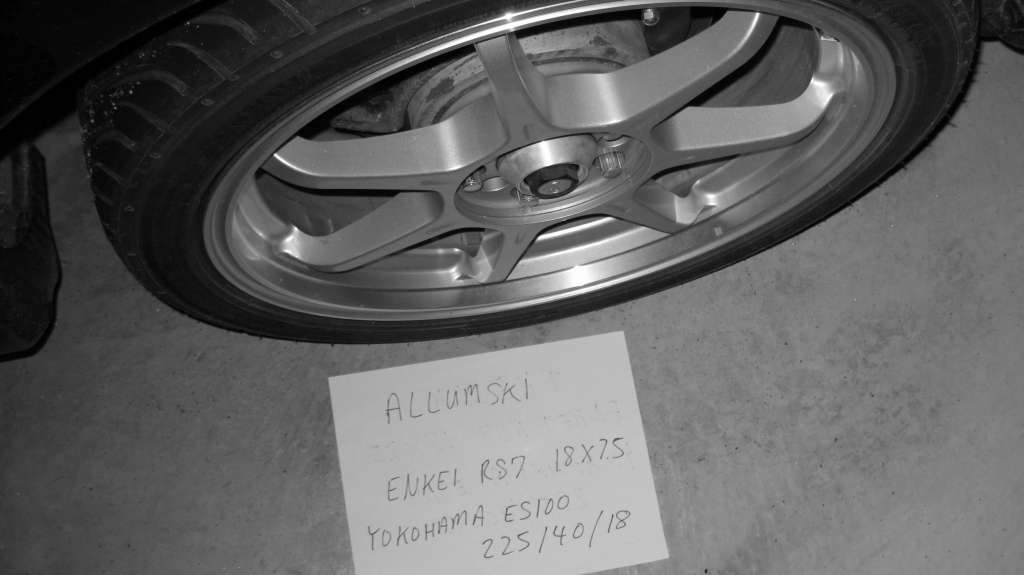 ALLUMSKI
ENKEI RS7 18X7.5
YOKOHAMA ES100
225/40/18